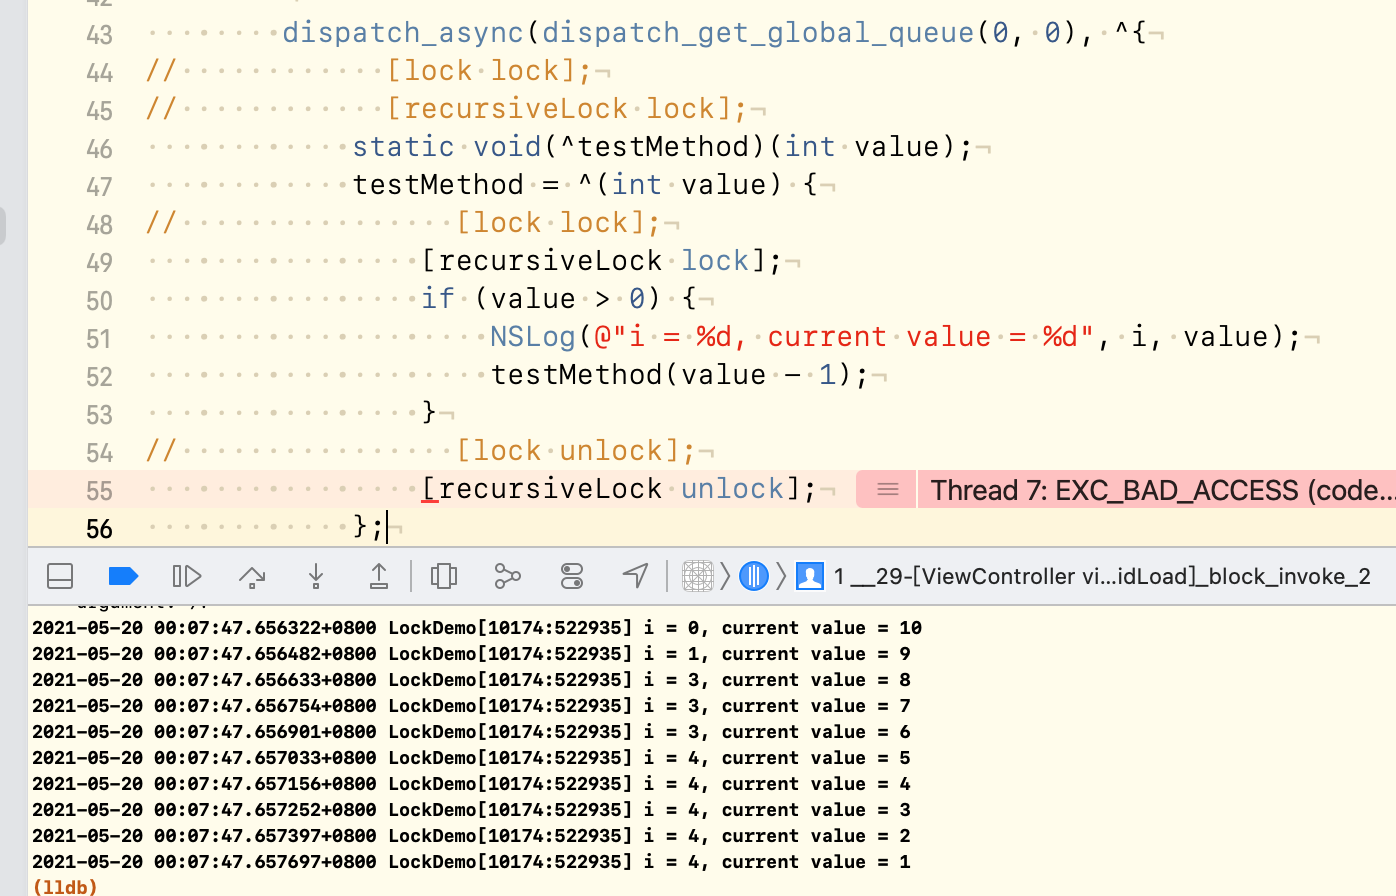 43 dispatch_async(dispatch_get_global_queue(0, 0), ^{
44 // [lock lock];
45 // [recursiveLock lock];
46 static void(^testMethod)(int value);
47 testMethod = ^(int value) {
48 // [lock lock];
49 [recursiveLock lock];
50 if (value > 0) {
51 NSLog(@"i = %d, current value = %d", i, value);
52 testMethod(value - 1);
53 }
54 // [lock unlock];
55 [recursiveLock unlock]; Thread 7: EXC_BAD_ACCESS (code...
56 };
1 __29-[ViewController vi...idLoad]_block_invoke_2
2021-05-20 00:07:47.656322+0800 LockDemo[10174:522935] i = 0, current value = 10
2021-05-20 00:07:47.656482+0800 LockDemo[10174:522935] i = 1, current value = 9
2021-05-20 00:07:47.656633+0800 LockDemo[10174:522935] i = 3, current value = 8
2021-05-20 00:07:47.656754+0800 LockDemo[10174:522935] i = 3, current value = 7
2021-05-20 00:07:47.656901+0800 LockDemo[10174:522935] i = 3, current value = 6
2021-05-20 00:07:47.657033+0800 LockDemo[10174:522935] i = 4, current value = 5
2021-05-20 00:07:47.657156+0800 LockDemo[10174:522935] i = 4, current value = 4
2021-05-20 00:07:47.657252+0800 LockDemo[10174:522935] i = 4, current value = 3
2021-05-20 00:07:47.657397+0800 LockDemo[10174:522935] i = 4, current value = 2
2021-05-20 00:07:47.657697+0800 LockDemo[10174:522935] i = 4, current value = 1
(lldb)